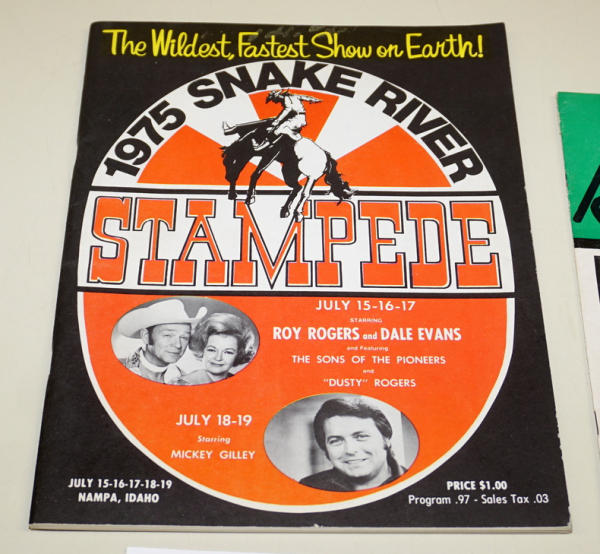 The Wildest, Fastest Show on Earth!
1975 SNAKE RIVER
STAMPEDE
JULY 15-16-17
STARRING
ROY ROGERS and DALE EVANS
and Featuring
THE SONS OF THE PIONEERS
and
"DUSTY" ROGERS
JULY 18-19
Starring
MICKEY GILLEY
JULY 15-16-17-18-19
NAMPA, IDAHO
PRICE $1.00
Program .97 - Sales Tax .03